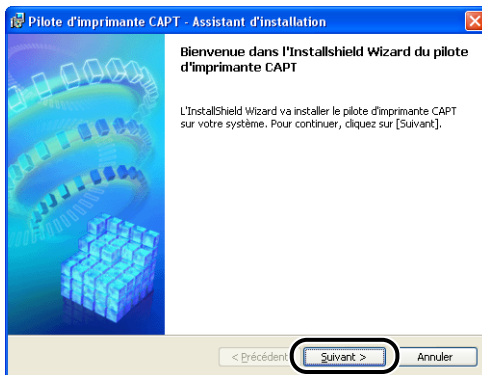 Pilote d'imprimante CAPT - Assistant d'installation
Bienvenue dans l'Installshield Wizard du pilote
d'imprimante CAPT
L'InstallShield Wizard va installer le pilote d'imprimante CAPT
sur votre système. Pour continuer, cliquez sur [Suivant].
< Précédent
Suivant >
Annuler